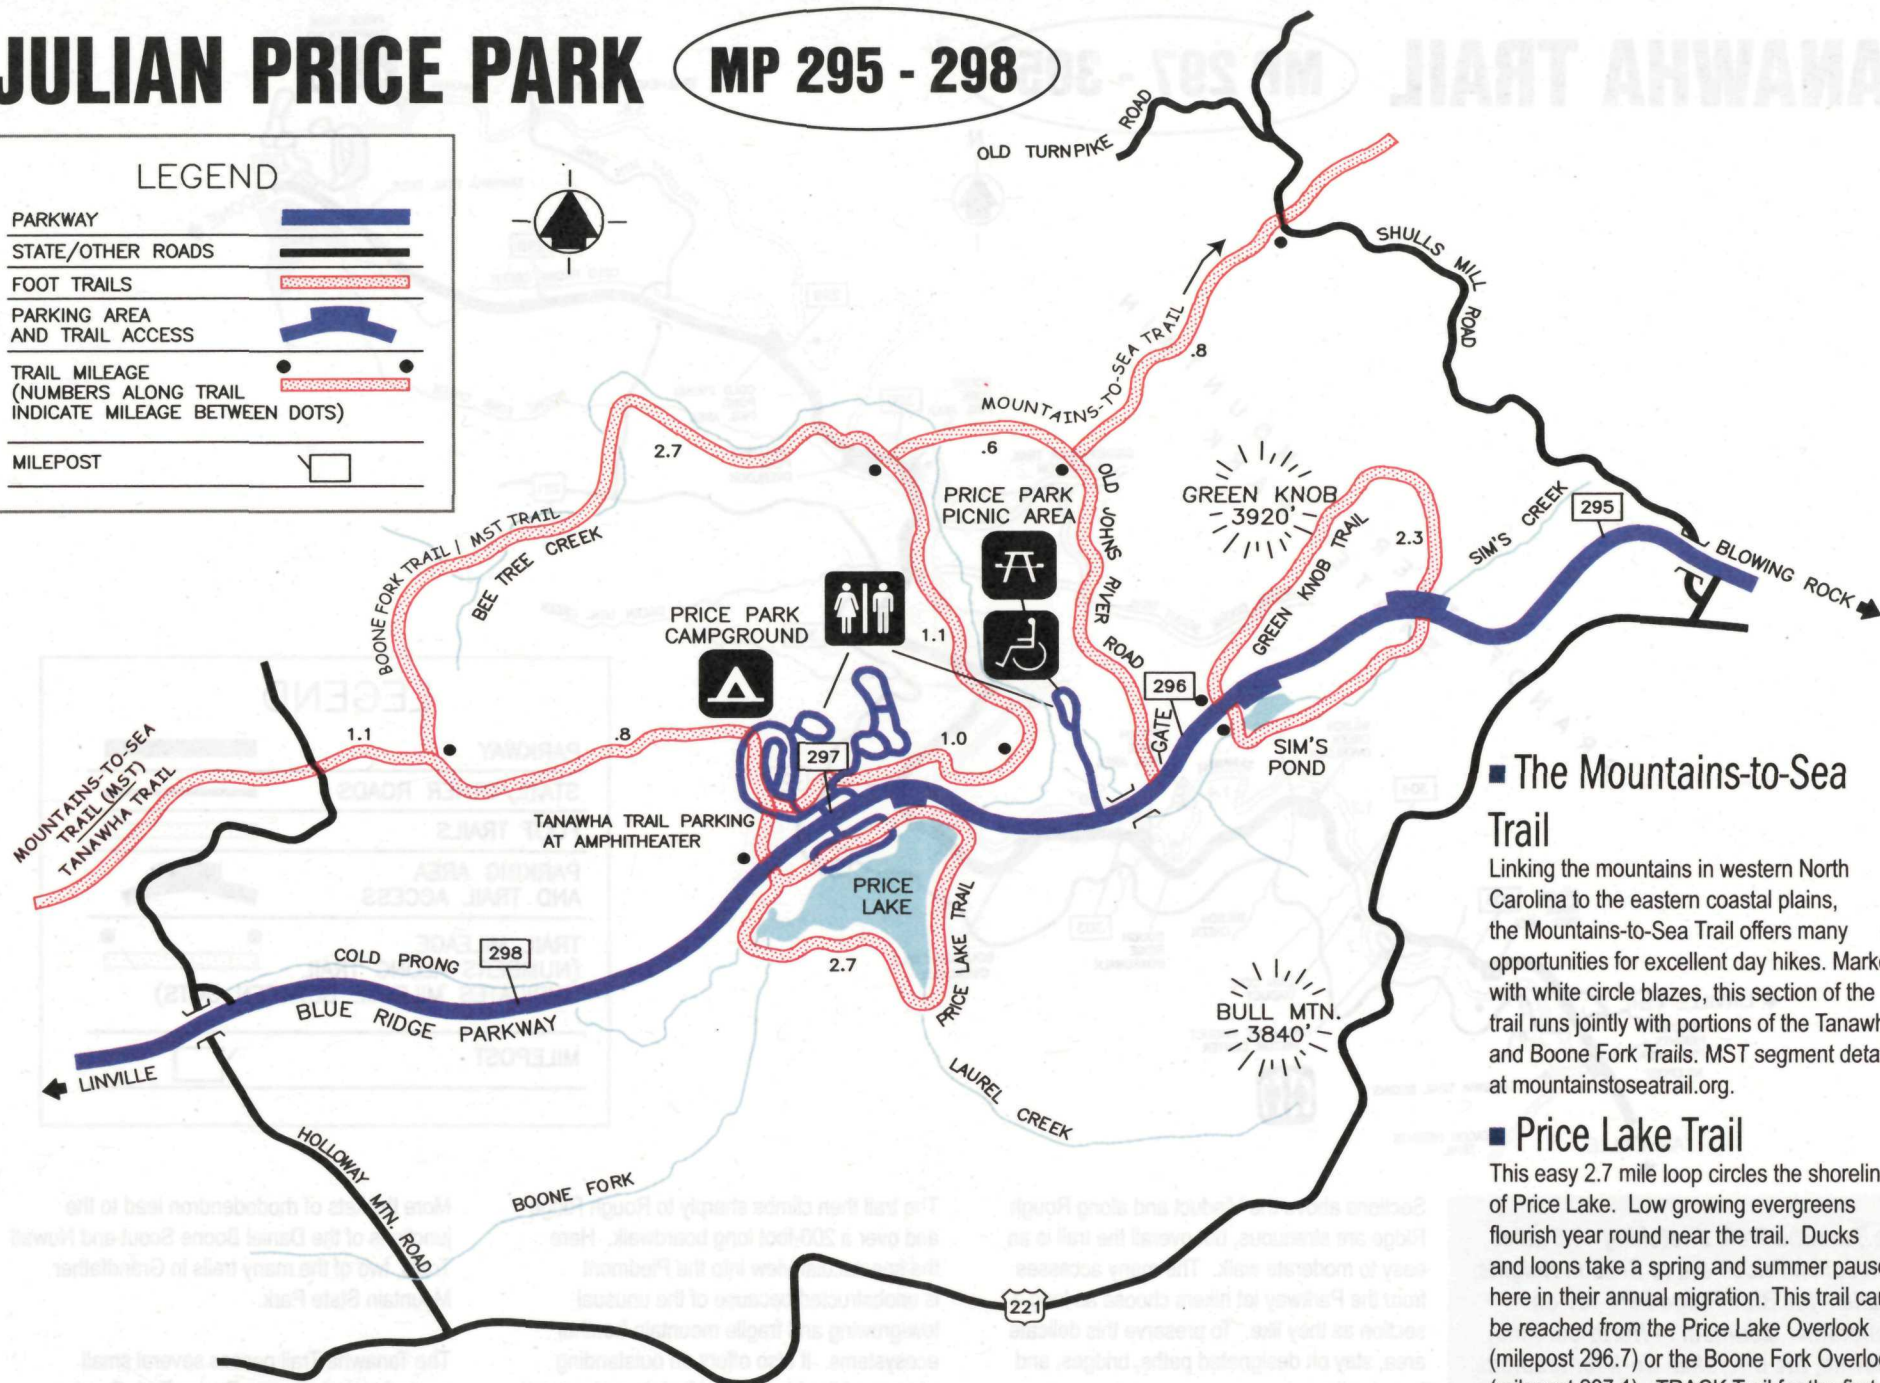 JULIAN PRICE PARK
MP 295 - 298
LEGEND
PARKWAY
STATE/OTHER ROADS
FOOT TRAILS
PARKING AREA
AND TRAIL ACCESS
TRAIL MILEAGE
(NUMBERS ALONG TRAIL
INDICATE MILEAGE BETWEEN DOTS)
MILEPOST
OLD TURNPIKE ROAD
SHULLS MILL ROAD
MOUNTAINS-TO-SEA TRAIL
.8
.6
2.7
BOONE FORK TRAIL / MST TRAIL
BEE TREE CREEK
PRICE PARK
PICNIC AREA
OLD JOHNS RIVER ROAD
GREEN KNOB
3920'
GREEN KNOB TRAIL
2.3
SIM'S CREEK
295
BLOWING ROCK
PRICE PARK
CAMPGROUND
1.1
296
GATE
SIM'S
POND
1.1
.8
1.0
297
MOUNTAINS-TO-SEA
TRAIL (MST)
TANAWHA TRAIL
TANAWHA TRAIL PARKING
AT AMPHITHEATER
PRICE
LAKE
PRICE LAKE TRAIL
2.7
COLD PRONG
298
BLUE RIDGE PARKWAY
LINVILLE
BULL MTN.
3840'
LAUREL CREEK
HOLLOWAY MTN. ROAD
BOONE FORK
221
The Mountains-to-Sea
Trail
Linking the mountains in western North
Carolina to the eastern coastal plains,
the Mountains-to-Sea Trail offers many
opportunities for excellent day hikes. Marke
with white circle blazes, this section of the
trail runs jointly with portions of the Tanawh
and Boone Fork Trails. MST segment deta
at mountainstoseatrail.org.
Price Lake Trail
This easy 2.7 mile loop circles the shorelin
of Price Lake. Low growing evergreens
flourish year round near the trail. Ducks
and loons take a spring and summer pause
here in their annual migration. This trail can
be reached from the Price Lake Overlook
(milepost 296.7) or the Boone Fork Overloo